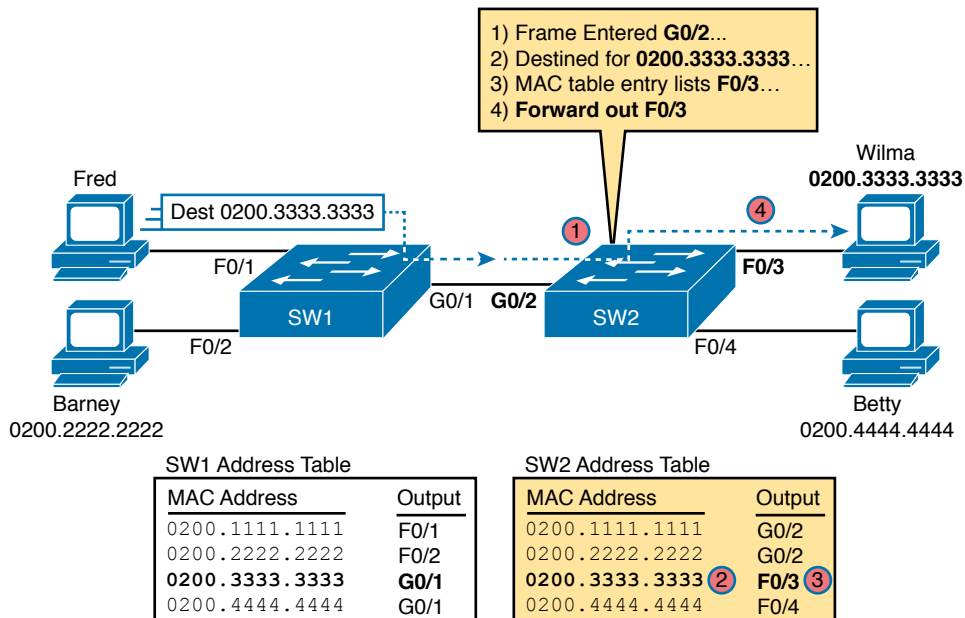 1) Frame Entered G0/2...
2) Destined for 0200.3333.3333…
3) MAC table entry lists F0/3…
4) Forward out F0/3
Fred
Wilma
0200.3333.3333
Dest 0200.3333.3333
1
4
F0/1
G0/1
G0/2
F0/3
SW1
SW2
F0/2
F0/4
Barney
0200.2222.2222
Betty
0200.4444.4444
SW1 Address Table
MAC Address Output
0200.1111.1111 F0/1
0200.2222.2222 F0/2
0200.3333.3333 G0/1
0200.4444.4444 G0/1
SW2 Address Table
MAC Address Output
0200.1111.1111 G0/2
0200.2222.2222 G0/2
0200.3333.3333 2 F0/3 3
0200.4444.4444 F0/4